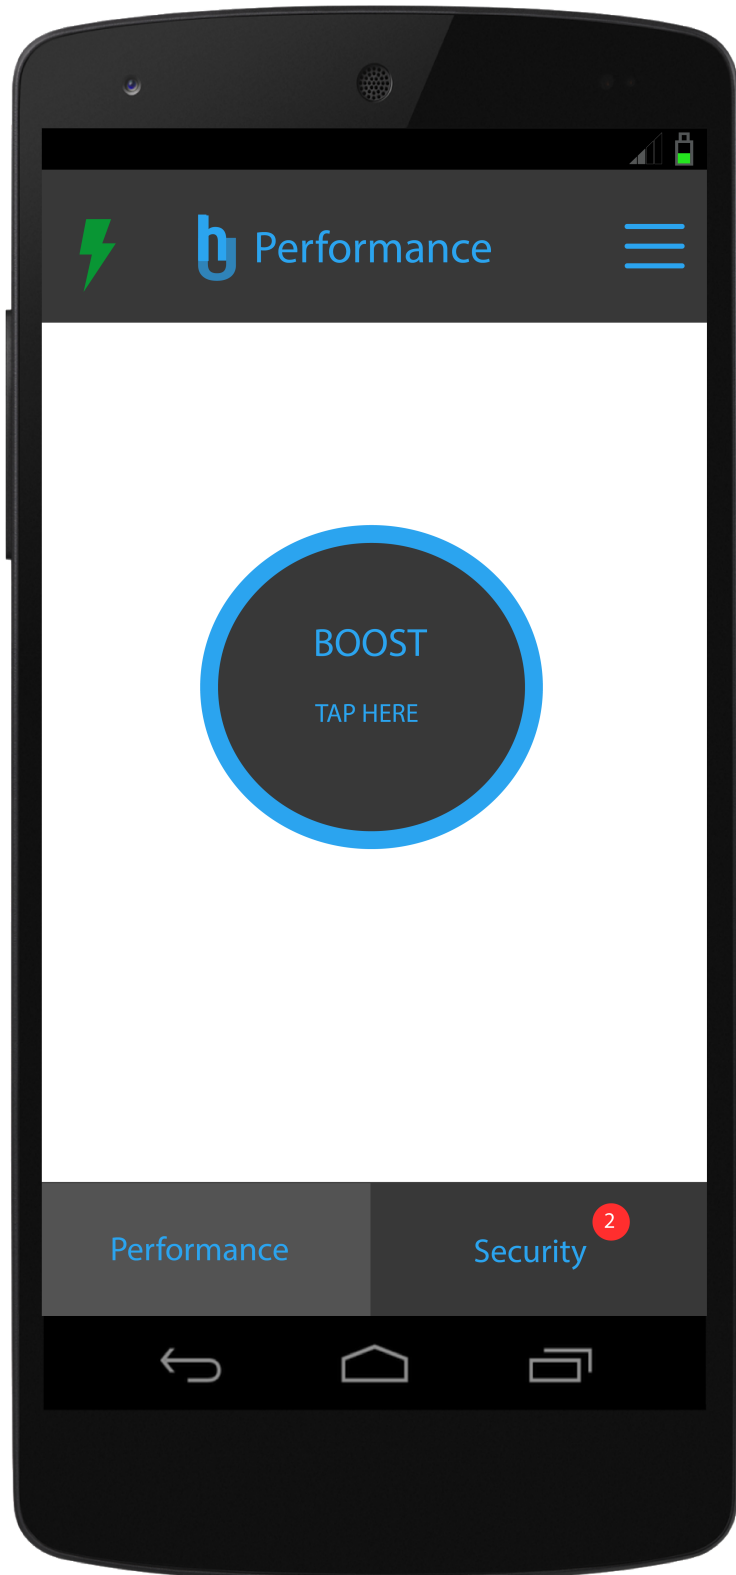 Performance
BOOST
TAP HERE
Performance
Security
2